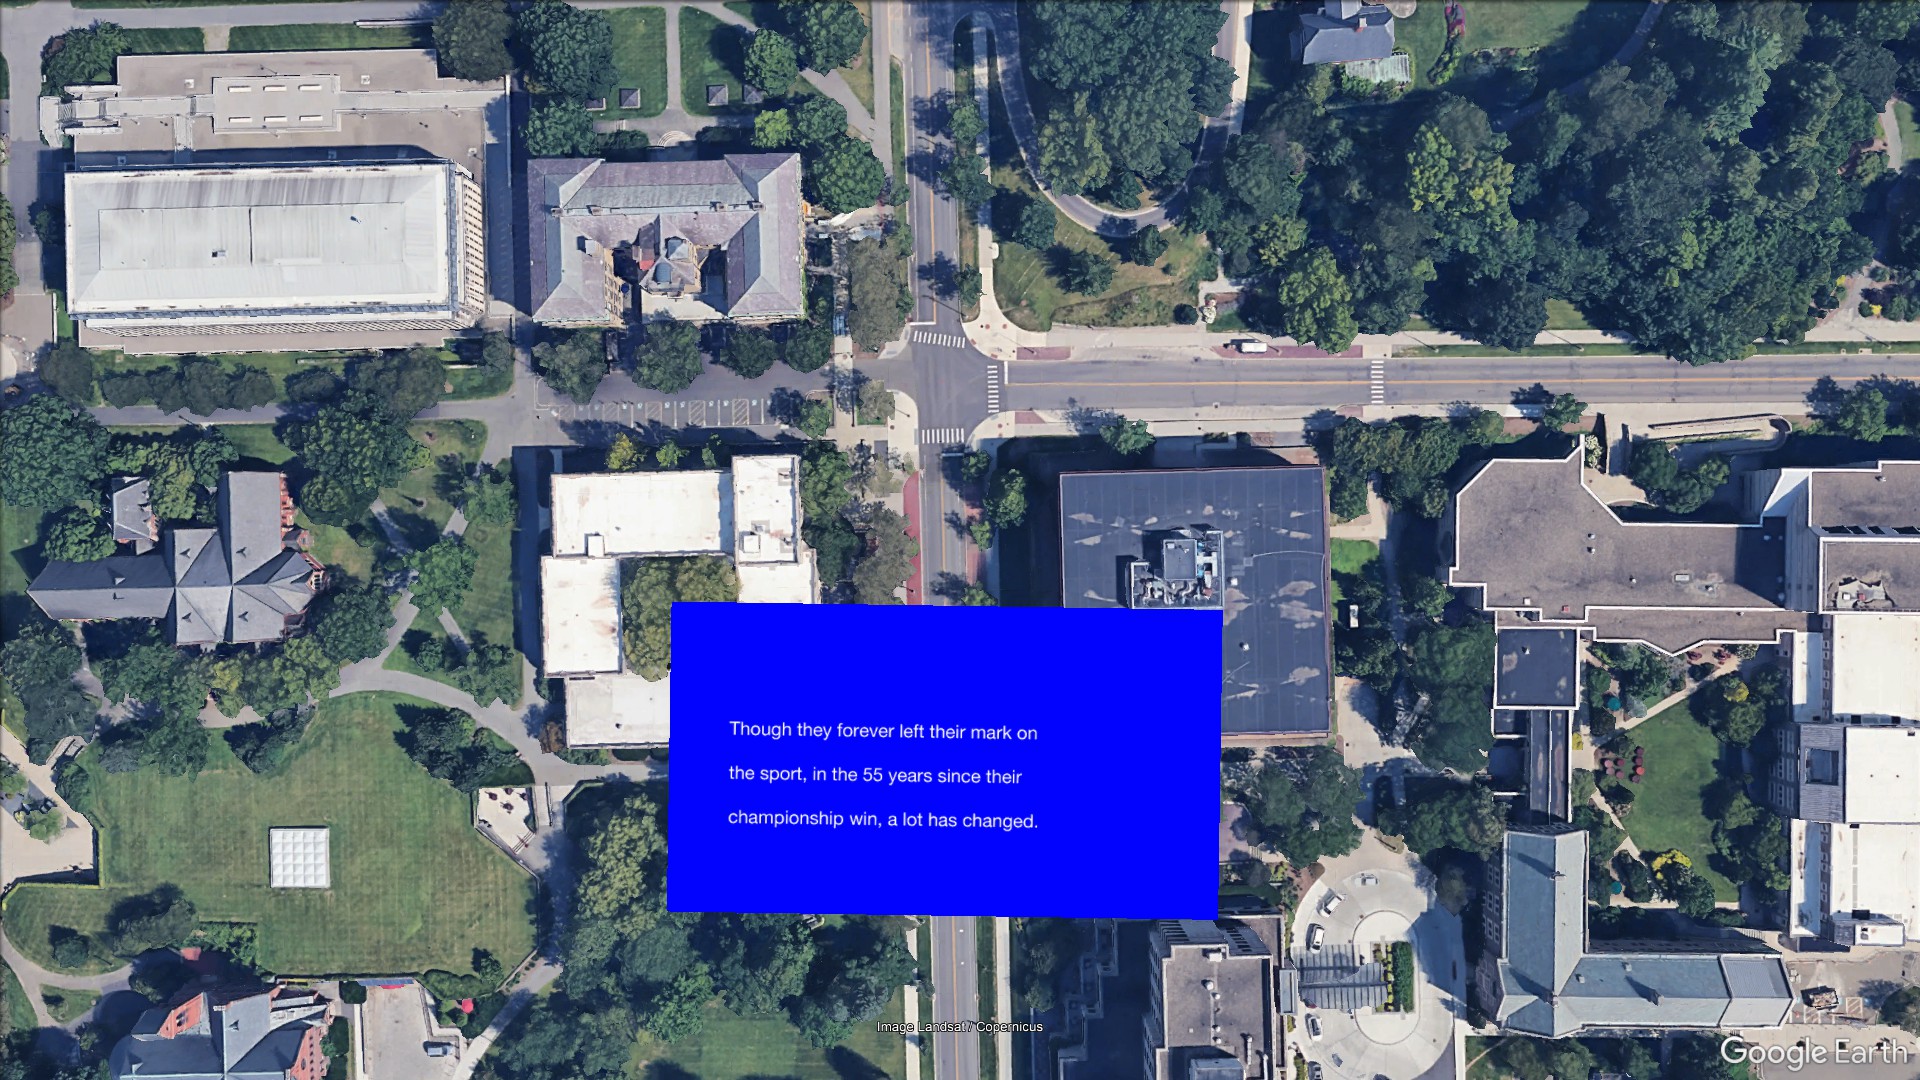 Though they forever left their mark on
the sport, in the 55 years since their
championship win, a lot has changed.
Image Landsat / Copernicus
Google Earth